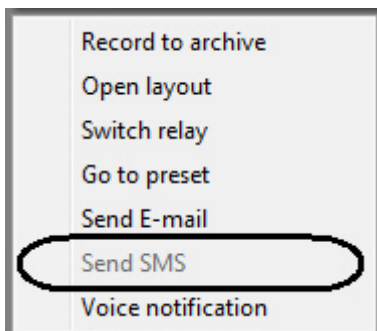 Record to archive
Open layout
Switch relay
Go to preset
Send E-mail
Send SMS
Voice notification